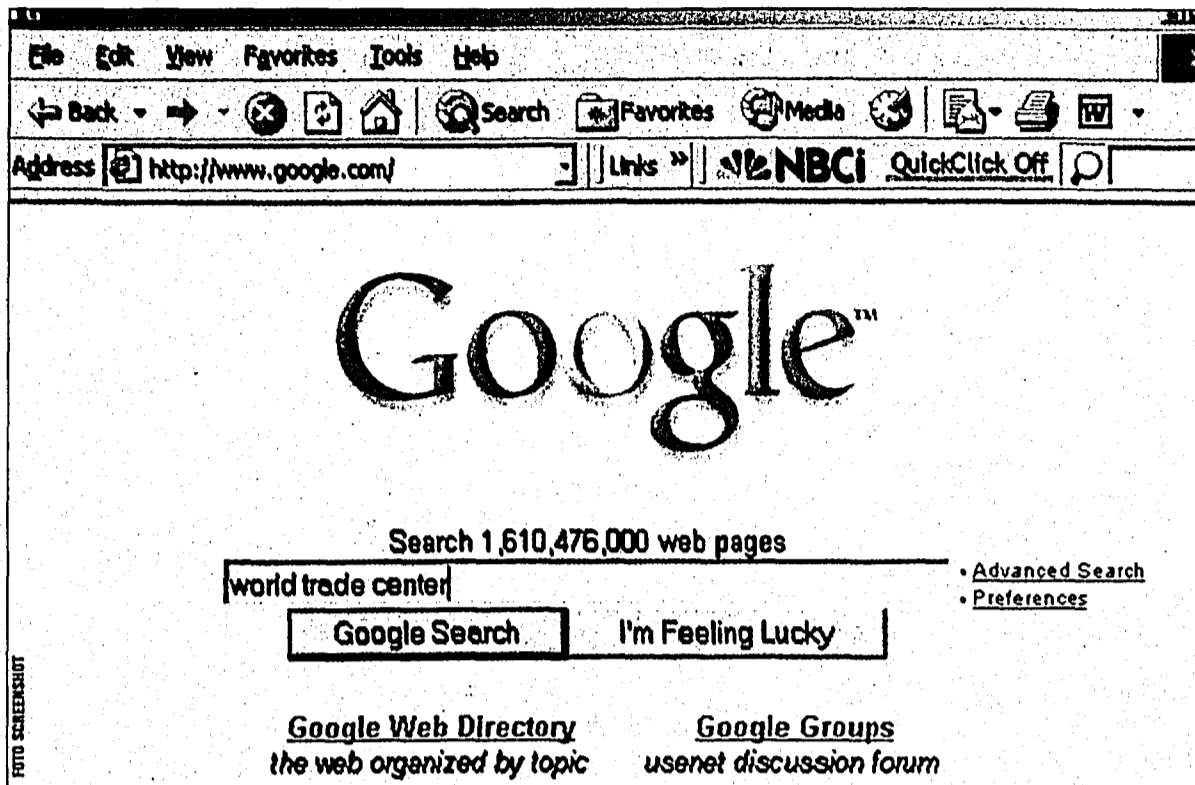 File Edit View Favorites Tools Help
Back Search Favorites Media
Address http://www.google.com/ Links » NBCi QuickClick Off
Google™
Search 1,610,476,000 web pages
world trade center
• Advanced Search
• Preferences
Google Search I'm Feeling Lucky
Google Web Directory Google Groups
the web organized by topic usenet discussion forum
FOTO SCREENSHOT